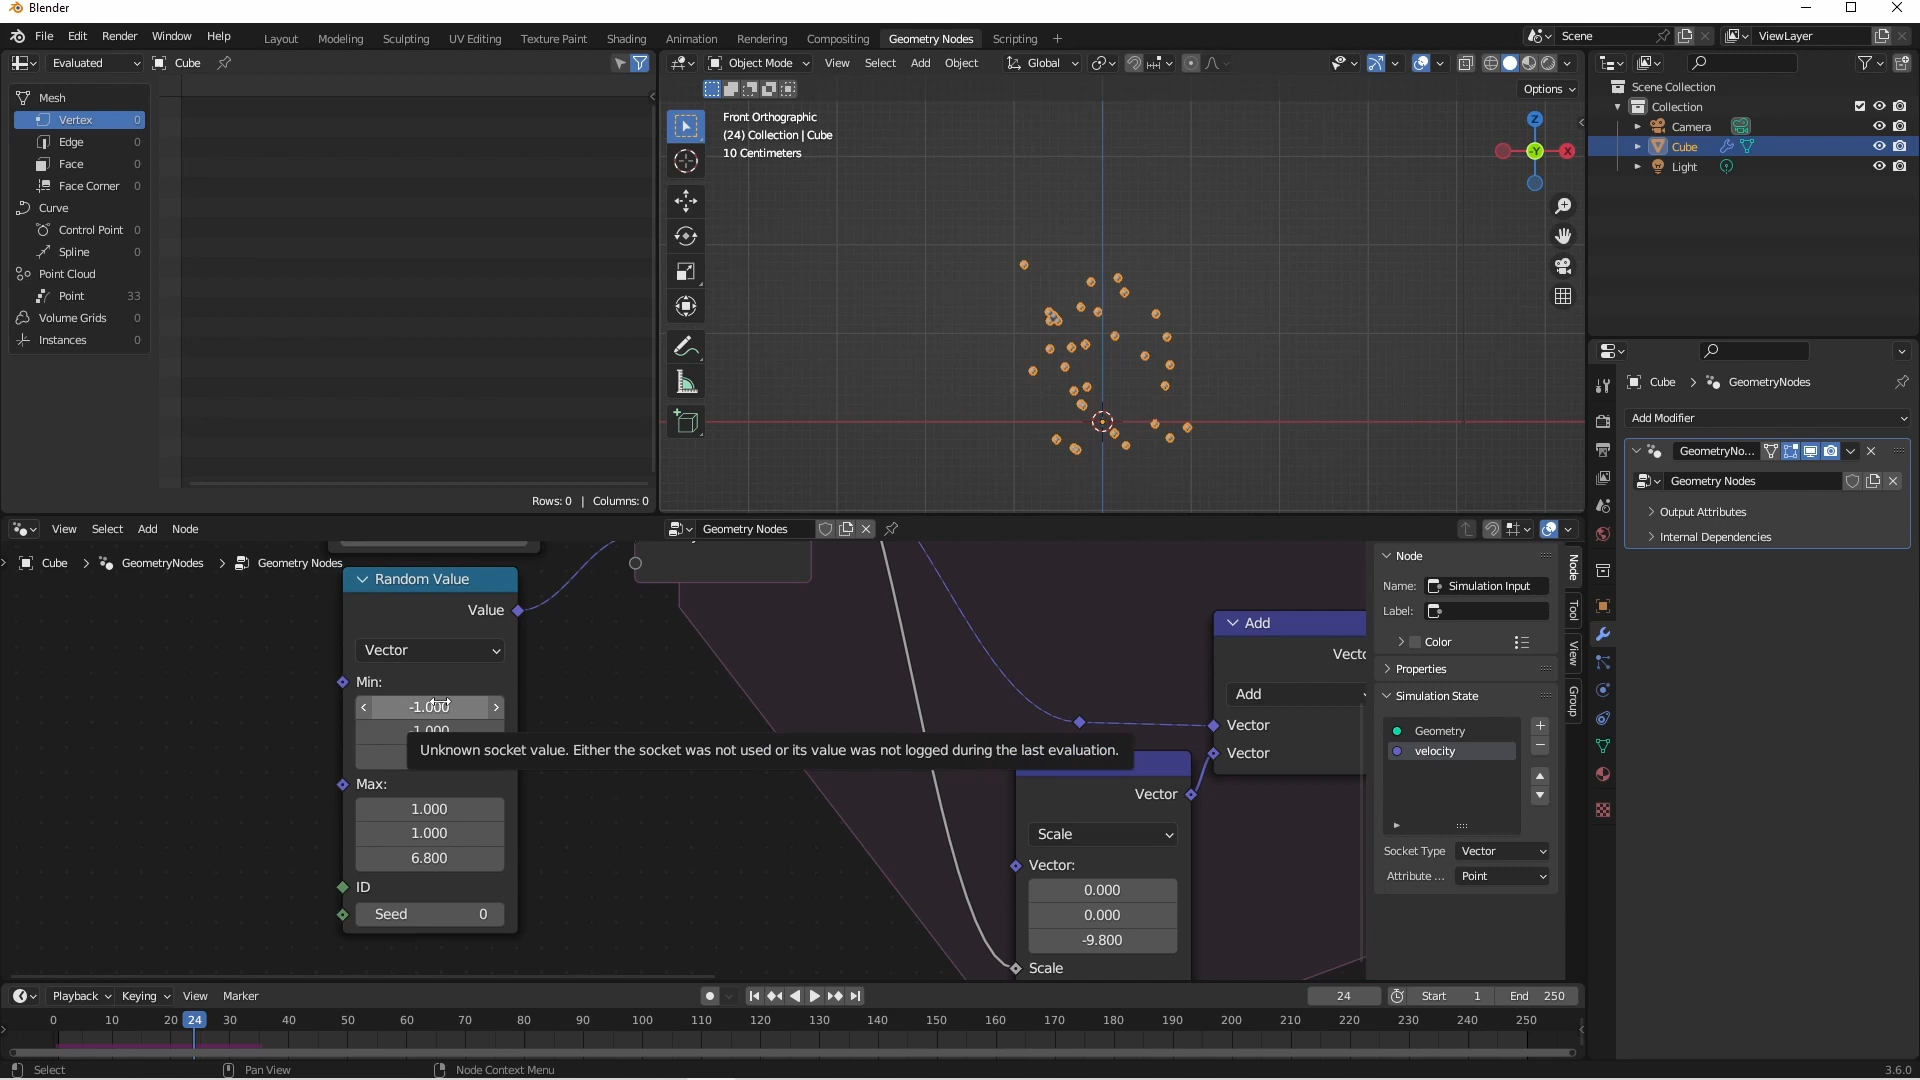 Blender
File Edit Render Window Help Layout Modeling Sculpting UV Editing Texture Paint Shading Animation Rendering Compositing Geometry Nodes Scripting + Scene ViewLayer
Evaluated Cube
Object Mode View Select Add Object Global
Options
Mesh
Vertex 0
Edge 0
Face 0
Face Corner 0
Curve
Control Point 0
Spline 0
Point Cloud
Point 33
Volume Grids 0
Instances 0
Rows: 0 | Columns: 0
Front Orthographic
(24) Collection | Cube
10 Centimeters
Z
-Y
X
Scene Collection
Collection
Camera
Cube
Light
Cube > GeometryNodes
Add Modifier
GeometryNo...
Geometry Nodes
Output Attributes
Internal Dependencies
View Select Add Node Geometry Nodes
Cube > GeometryNodes > Geometry Nodes
Random Value
Value
Vector
Min:
-1.000
-1.000
Unknown socket value. Either the socket was not used or its value was not logged during the last evaluation.
Max:
1.000
1.000
6.800
ID
Seed 0
Vector
Scale
Vector:
0.000
0.000
-9.800
Scale
Add
Vectc
Add
Vector
Vector
Node
Name: Simulation Input
Label:
Color
Properties
Simulation State
Geometry
velocity
Socket Type Vector
Attribute ... Point
Node
Tool
View
Group
Playback Keying View Marker 24 Start 1 End 250
0 10 20 24 30 40 50 60 70 80 90 100 110 120 130 140 150 160 170 180 190 200 210 220 230 240 250
Select Pan View Node Context Menu 3.6.0